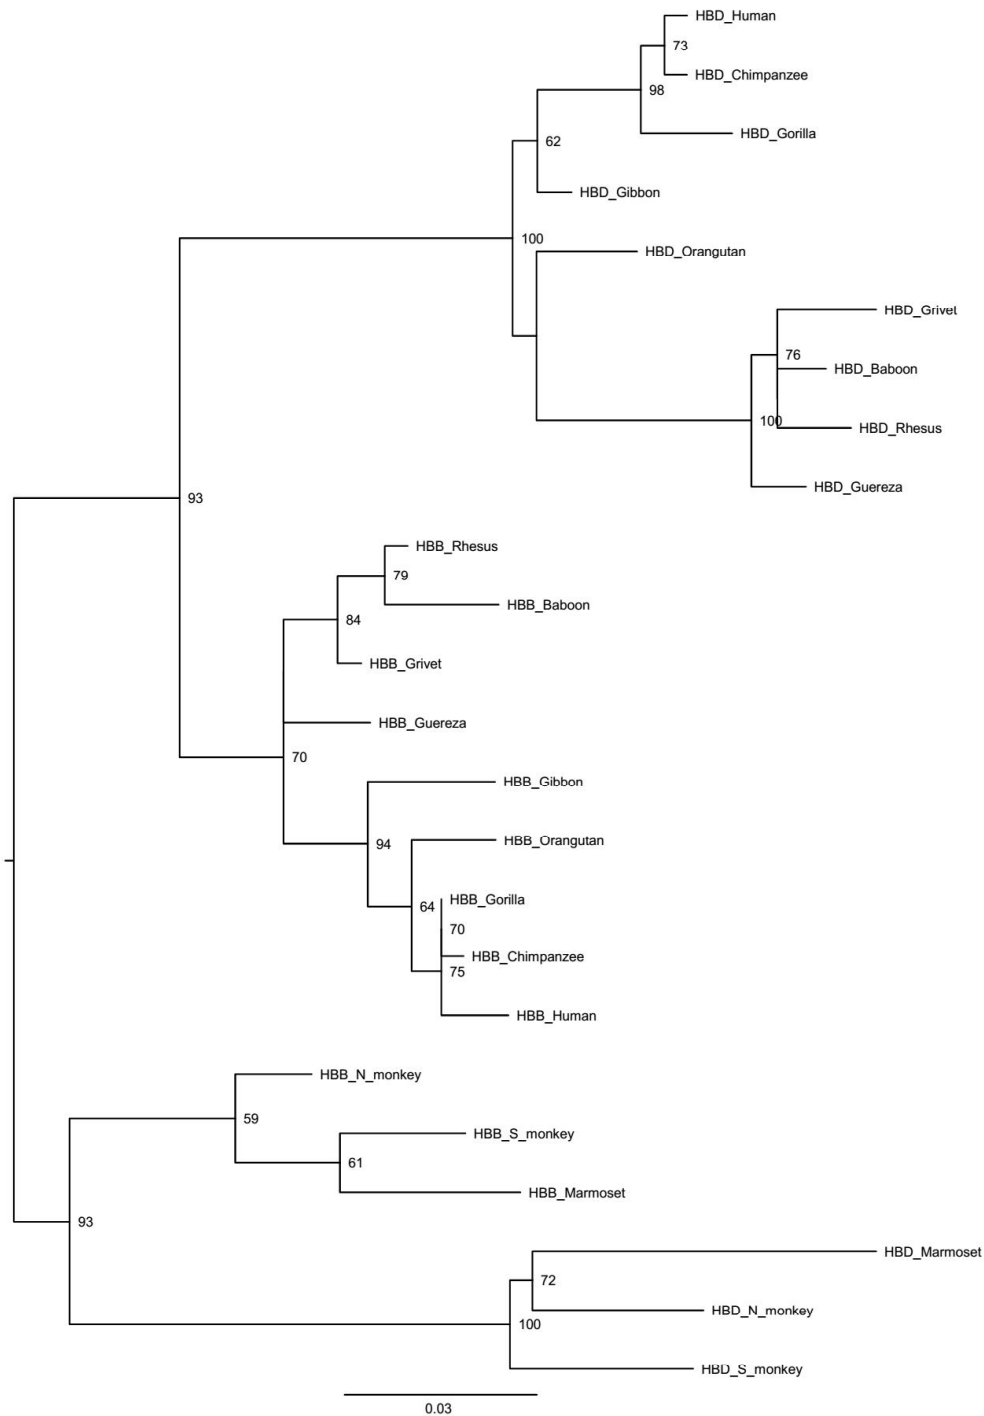 HBD_Human
73
HBD_Chimpanzee
98
HBD_Gorilla
62
HBD_Gibbon
100
HBD_Orangutan
HBD_Grivet
76
HBD_Baboon
100
HBD_Rhesus
HBD_Guereza
93
HBB_Rhesus
79
HBB_Baboon
84
HBB_Grivet
HBB_Guereza
70
HBB_Gibbon
94
HBB_Orangutan
HBB_Gorilla
64
70
HBB_Chimpanzee
75
HBB_Human
HBB_N_monkey
59
HBB_S_monkey
61
HBB_Marmoset
93
HBD_Marmoset
72
HBD_N_monkey
100
HBD_S_monkey
0.03